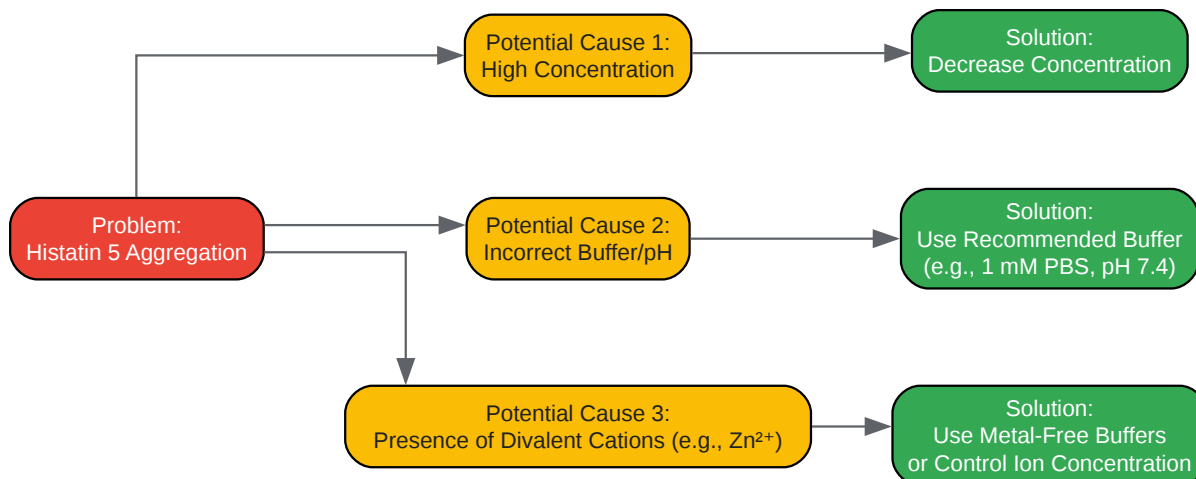 Potential Cause 1:
High Concentration
Solution:
Decrease Concentration
Problem:
Histatin 5 Aggregation
Potential Cause 2:
Incorrect Buffer/pH
Solution:
Use Recommended Buffer
(e.g., 1 mM PBS, pH 7.4)
Potential Cause 3:
Presence of Divalent Cations (e.g., Zn²⁺)
Solution:
Use Metal-Free Buffers
or Control Ion Concentration